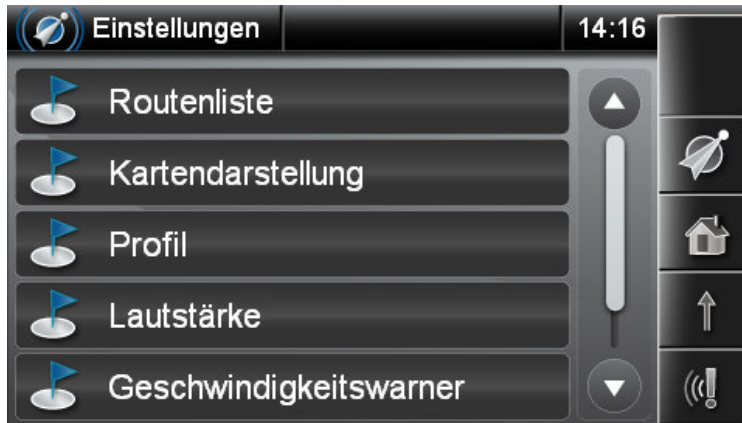 Einstellungen 14:16
Routenliste
Kartendarstellung
Profil
Lautstärke
Geschwindigkeitswarner